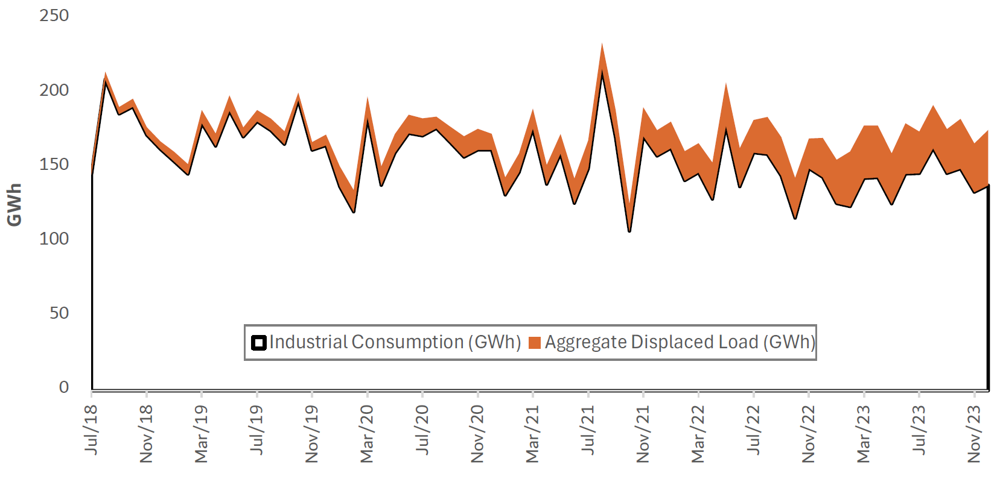 250
200
150
100
50
0
GWh
Industrial Consumption (GWh) Aggregate Displaced Load (GWh)
Jul/18
Nov/18
Mar/19
Jul/19
Nov/19
Mar/20
Jul/20
Nov/20
Mar/21
Jul/21
Nov/21
Mar/22
Jul/22
Nov/22
Mar/23
Jul/23
Nov/23